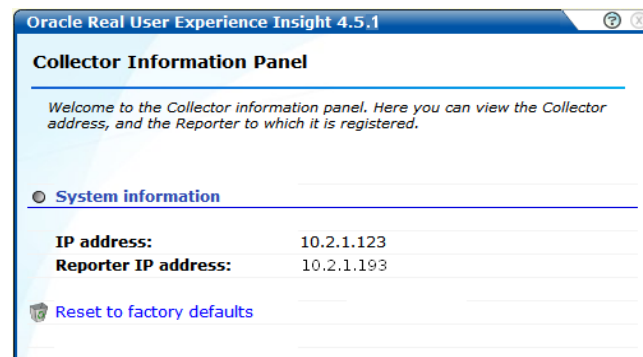 Oracle Real User Experience Insight 4.5.1
Collector Information Panel
Welcome to the Collector information panel. Here you can view the Collector
address, and the Reporter to which it is registered.
System information
IP address: 10.2.1.123
Reporter IP address: 10.2.1.193
Reset to factory defaults